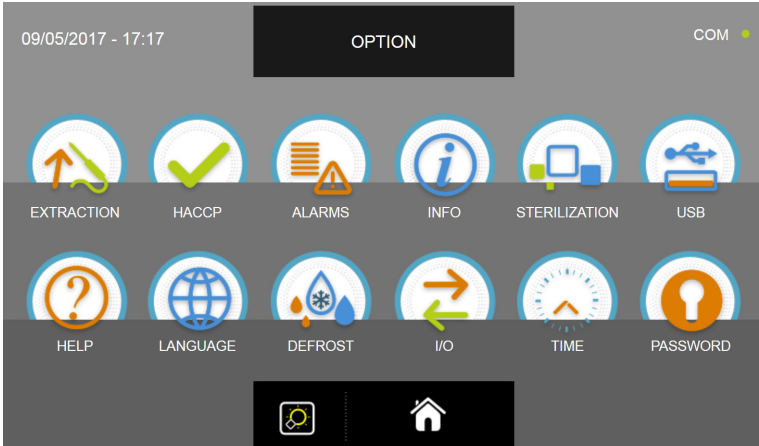 09/05/2017 - 17:17
OPTION
COM
EXTRACTION
HACCP
ALARMS
INFO
STERILIZATION
USB
HELP
LANGUAGE
DEFROST
I/O
TIME
PASSWORD